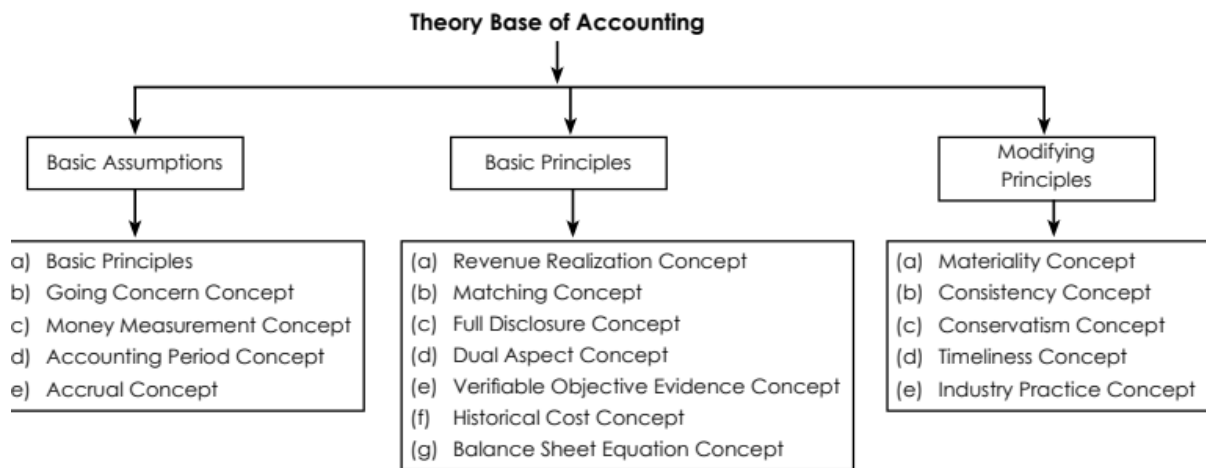 Theory Base of Accounting
Basic Assumptions
a) Basic Principles
b) Going Concern Concept
c) Money Measurement Concept
d) Accounting Period Concept
e) Accrual Concept
Basic Principles
(a) Revenue Realization Concept
(b) Matching Concept
(c) Full Disclosure Concept
(d) Dual Aspect Concept
(e) Verifiable Objective Evidence Concept
(f) Historical Cost Concept
(g) Balance Sheet Equation Concept
Modifying
Principles
(a) Materiality Concept
(b) Consistency Concept
(c) Conservatism Concept
(d) Timeliness Concept
(e) Industry Practice Concept